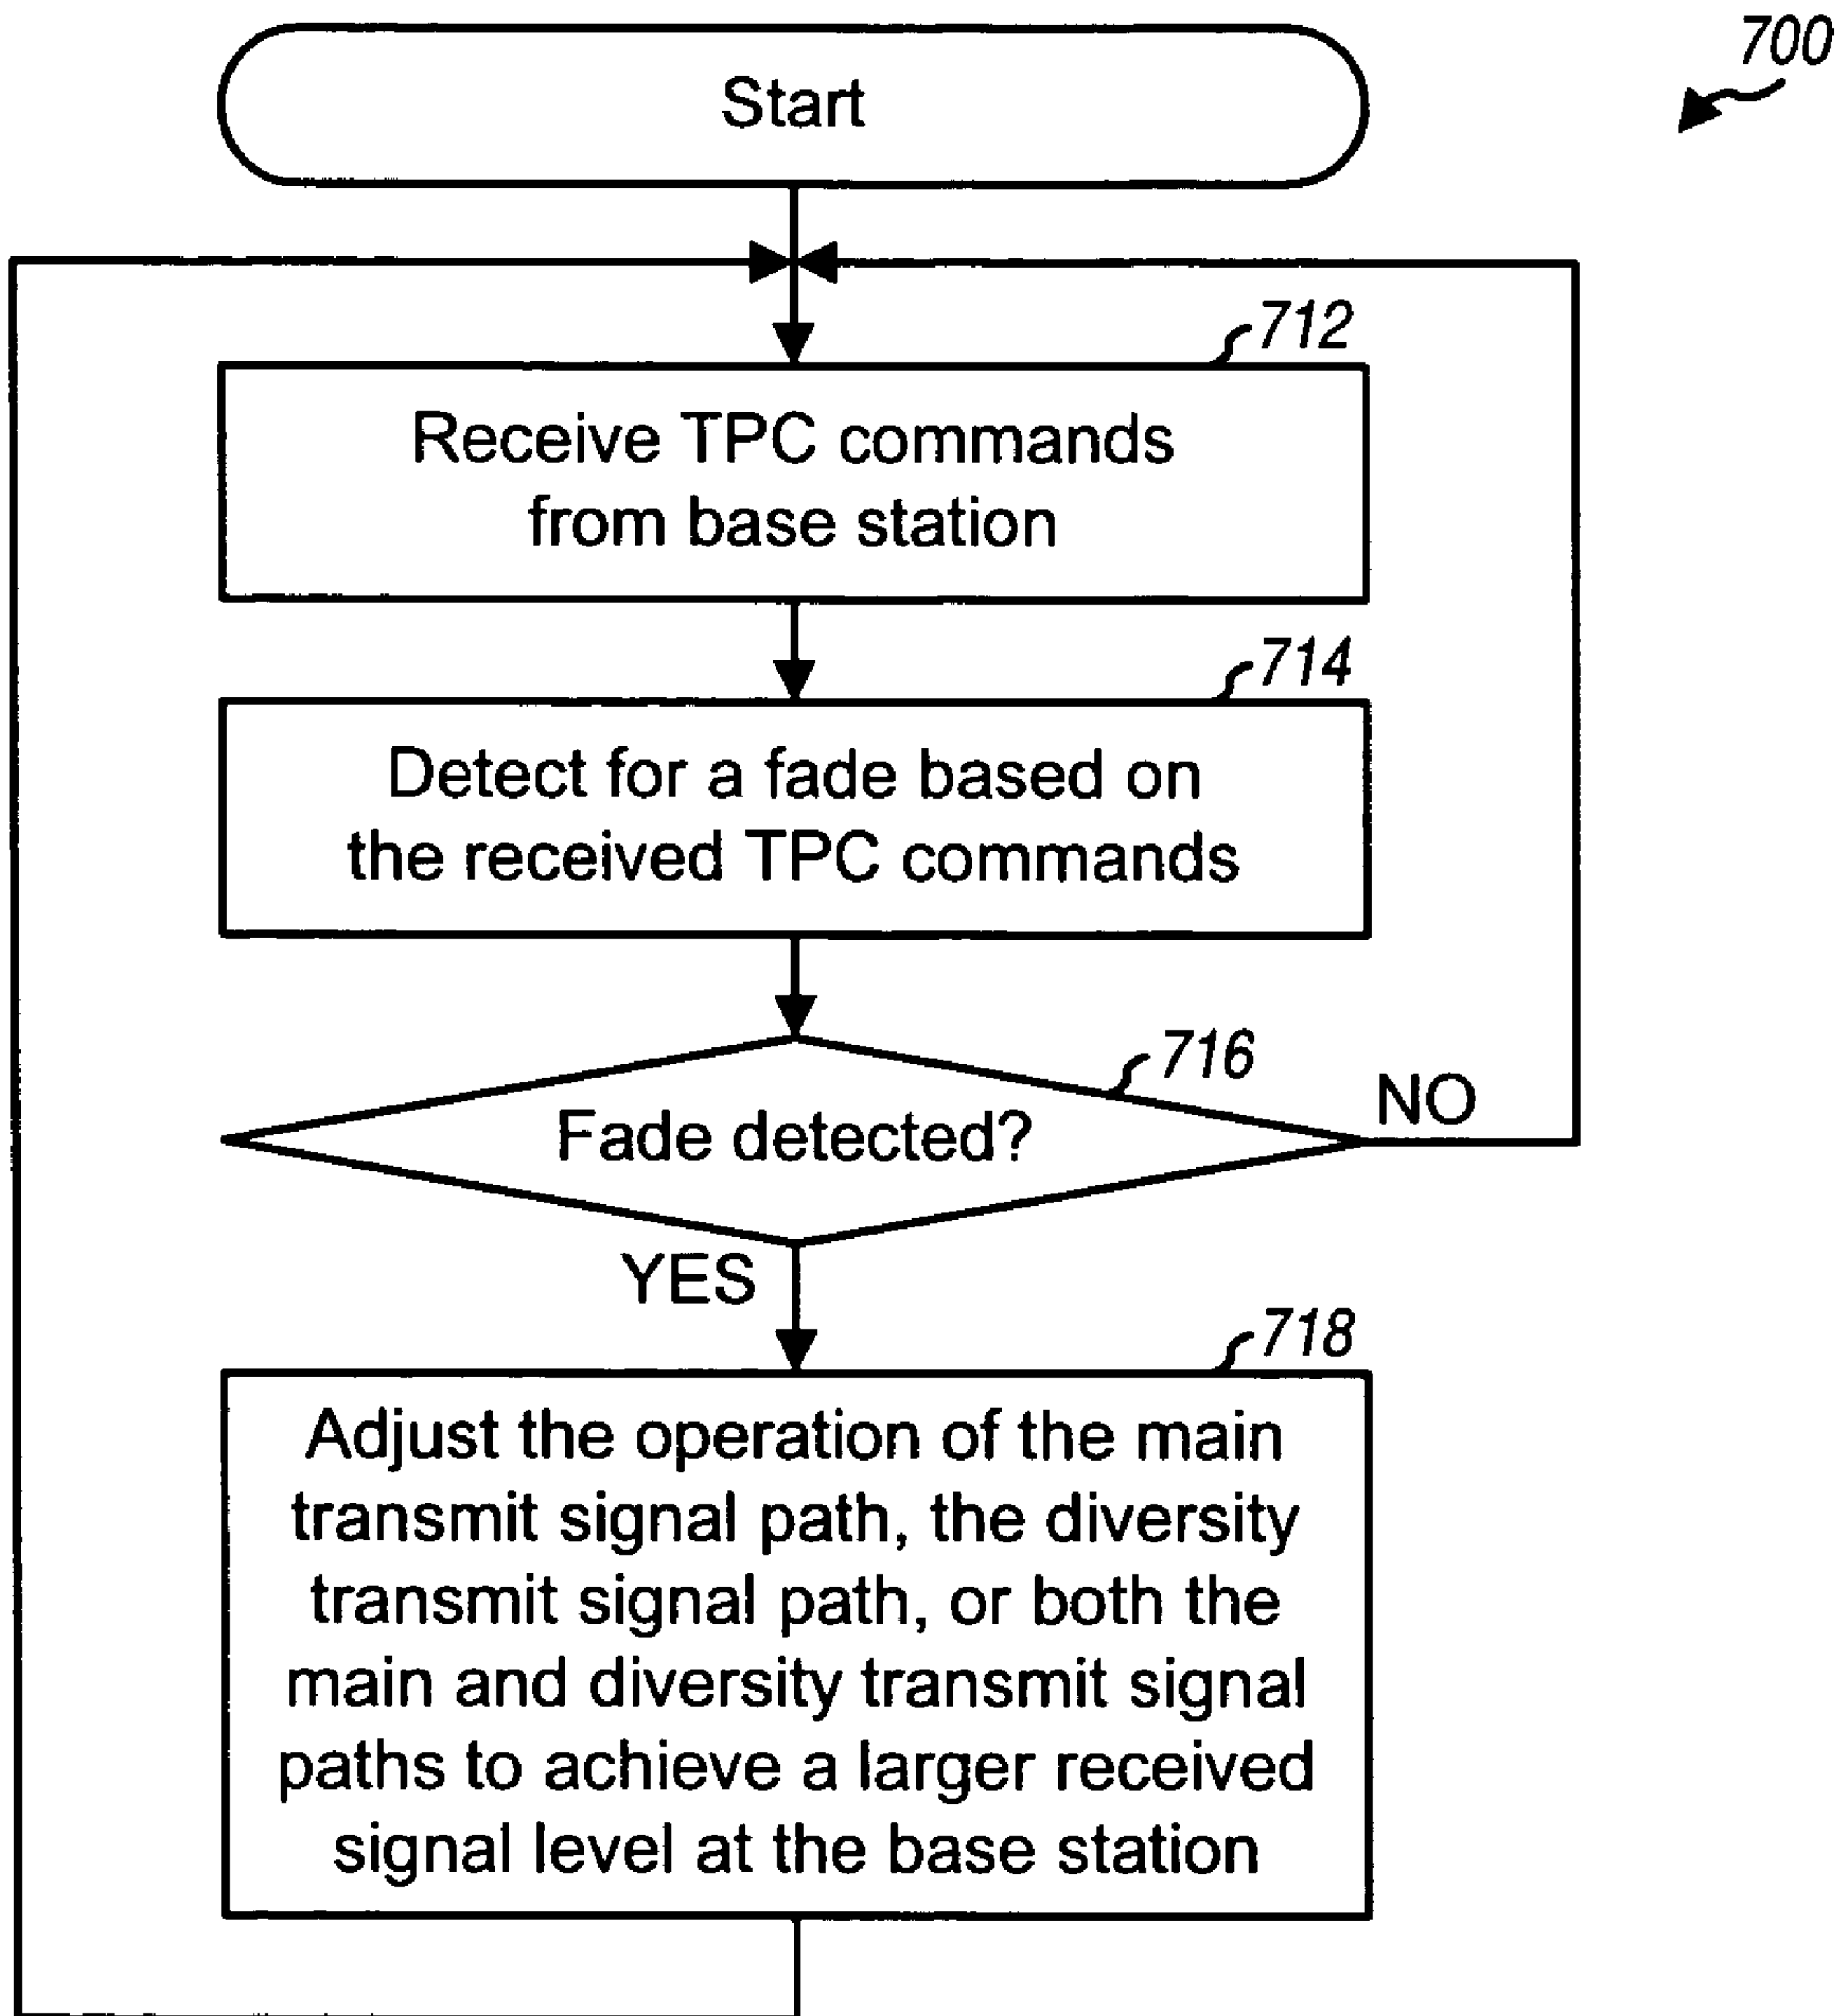 700
Start
712
Receive TPC commands
from base station
714
Detect for a fade based on
the received TPC commands
716
Fade detected?
NO
YES
718
Adjust the operation of the main
transmit signal path, the diversity
transmit signal path, or both the
main and diversity transmit signal
paths to achieve a larger received
signal level at the base station